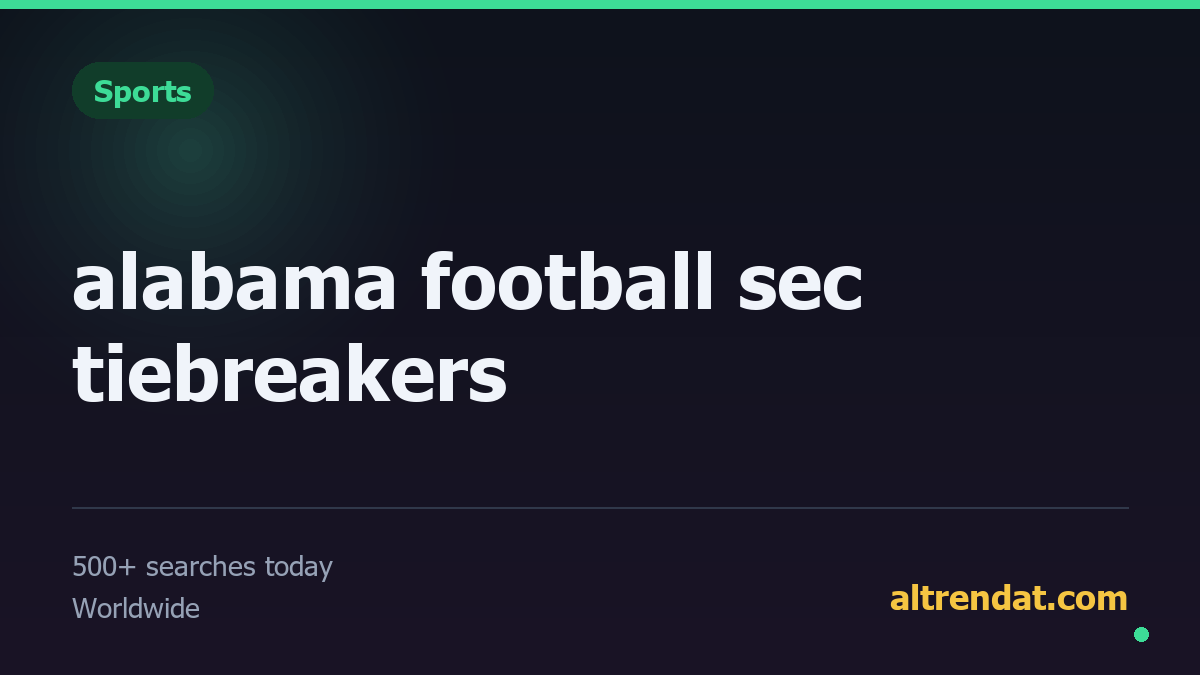 Sports
alabama football sec
tiebreakers
500+ searches today
Worldwide
altrendat.com